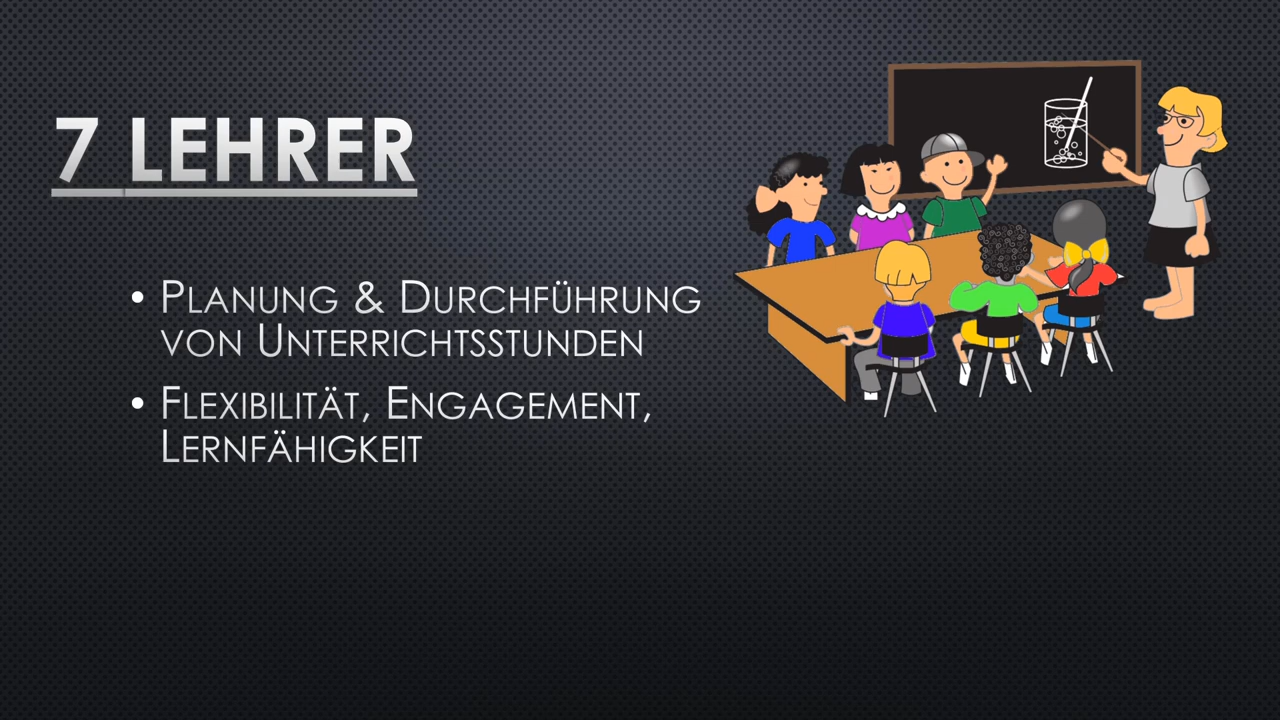 7 LEHRER
• PLANUNG & DURCHFÜHRUNG
VON UNTERRICHTSSTUNDEN
• FLEXIBILITÄT, ENGAGEMENT,
LERNFÄHIGKEIT